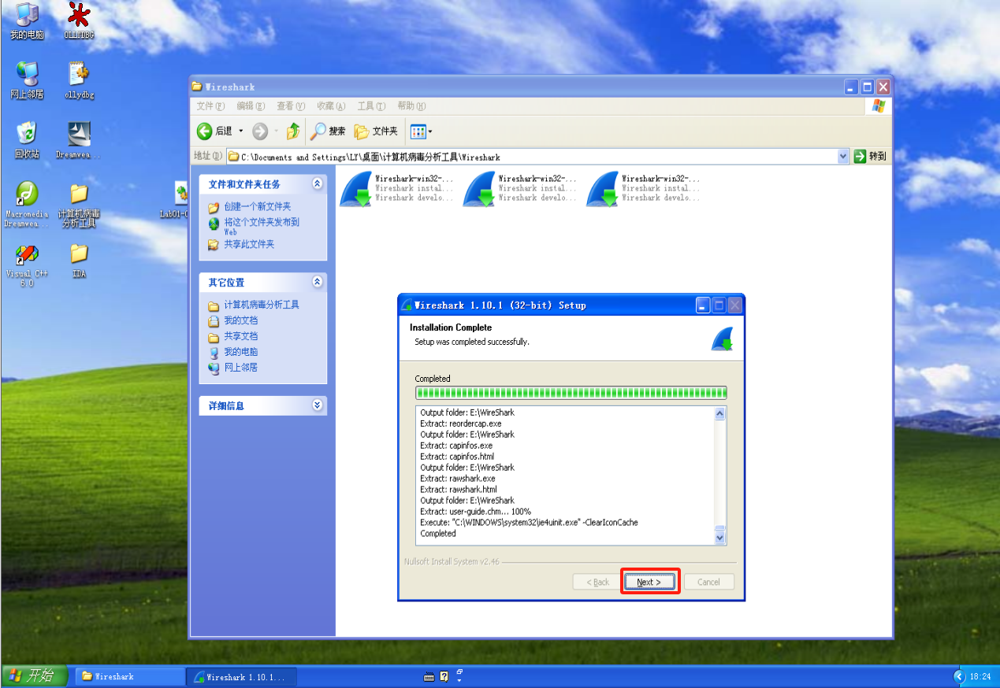 我的电脑
OLLYDBG
网上邻居
ollydbg
回收站
Dreamwea...
Macromedia
Dreamwea...
计算机病毒
分析工具
Lab01-0
Visual C++
6.0
IDA
Wireshark
文件(F) 编辑(E) 查看(V) 收藏(A) 工具(T) 帮助(H)
后退 搜索 文件夹
地址(D) C:\Documents and Settings\LY\桌面\计算机病毒分析工具\Wireshark 转到
文件和文件夹任务
创建一个新文件夹
将这个文件夹发布到
Web
共享此文件夹
其它位置
计算机病毒分析工具
我的文档
共享文档
我的电脑
网上邻居
详细信息
Wireshark-win32-...
Wireshark instal...
Wireshark develo...
Wireshark-win32-...
Wireshark instal...
Wireshark develo...
Wireshark-win32-...
Wireshark instal...
Wireshark develo...
Wireshark 1.10.1 (32-bit) Setup
Installation Complete
Setup was completed successfully.
Completed
Output folder: E:\WireShark
Extract: reordercap.exe
Output folder: E:\WireShark
Extract: capinfos.exe
Extract: capinfos.html
Output folder: E:\WireShark
Extract: rawshark.exe
Extract: rawshark.html
Output folder: E:\WireShark
Extract: user-guide.chm... 100%
Execute: "C:\WINDOWS\system32\ie4uinit.exe" -ClearIconCache
Completed
Nullsoft Install System v2.46
< Back Next > Cancel
开始 Wireshark Wireshark 1.10.1... 18:24